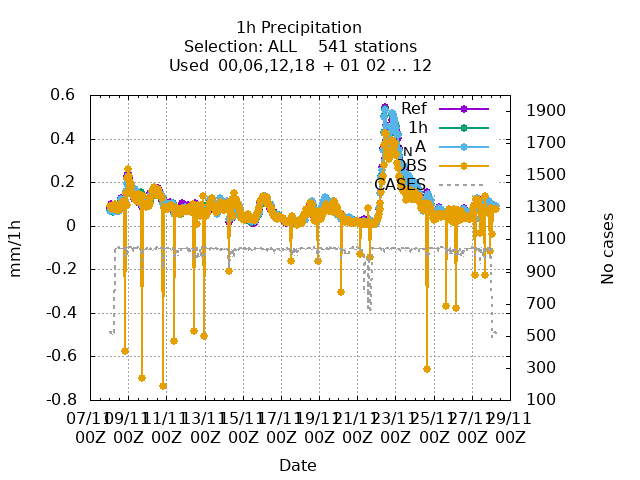 1h Precipitation
Selection: ALL    541 stations
Used  00,06,12,18 + 01 02 ... 12
0.6
0.4
0.2
0
-0.2
-0.4
-0.6
-0.8
mm/1h
1900
1700
1500
1300
1100
900
700
500
300
100
No cases
Ref
1h
NA
OBS
CASES
07/11 09/11 11/11 13/11 15/11 17/11 19/11 21/11 23/11 25/11 27/11 29/11
00Z 00Z 00Z 00Z 00Z 00Z 00Z 00Z 00Z 00Z 00Z 00Z
Date